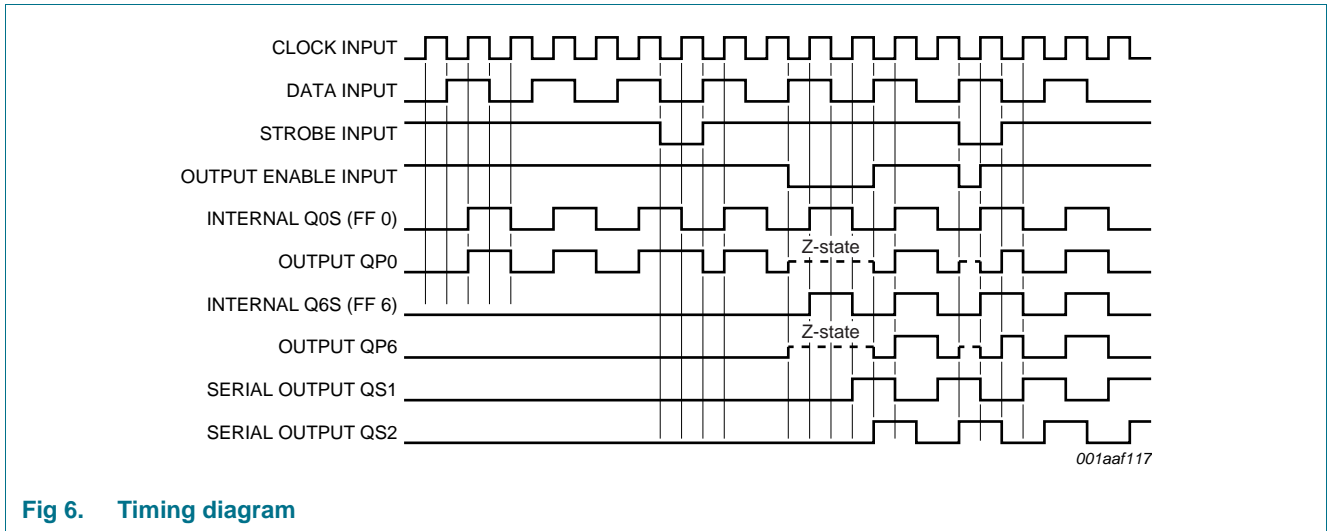 CLOCK INPUT
DATA INPUT
STROBE INPUT
OUTPUT ENABLE INPUT
INTERNAL Q0S (FF 0)
Z-state
OUTPUT QP0
INTERNAL Q6S (FF 6)
Z-state
OUTPUT QP6
SERIAL OUTPUT QS1
SERIAL OUTPUT QS2
001aaf117
Fig 6. Timing diagram